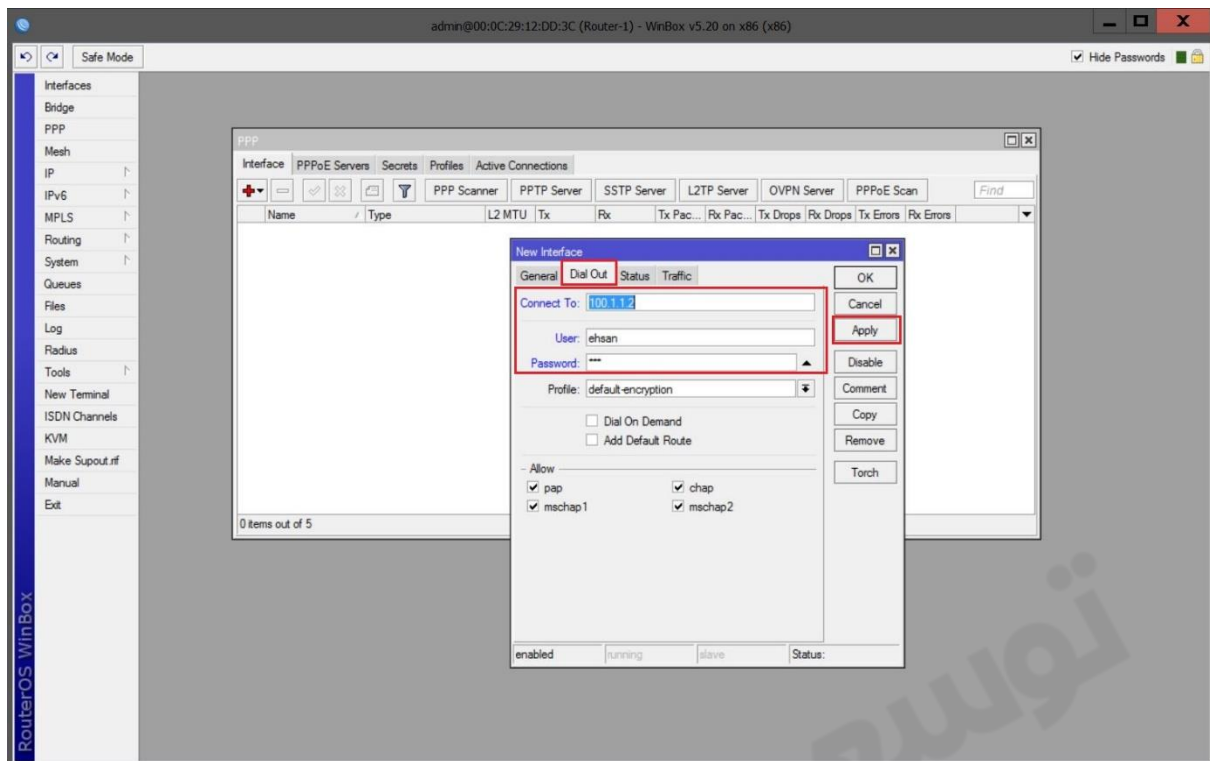 admin@00:0C:29:12:DD:3C (Router-1) - WinBox v5.20 on x86 (x86)
Safe Mode
Hide Passwords
Interfaces
Bridge
PPP
Mesh
IP
IPv6
MPLS
Routing
System
Queues
Files
Log
Radius
Tools
New Terminal
ISDN Channels
KVM
Make Supout.rif
Manual
Exit
RouterOS WinBox
PPP
Interface PPPoE Servers Secrets Profiles Active Connections
PPP Scanner PPTP Server SSTP Server L2TP Server OVPN Server PPPoE Scan Find
Name Type L2 MTU Tx Rx Tx Pac... Rx Pac... Tx Drops Rx Drops Tx Errors Rx Errors
0 items out of 5
New Interface
General Dial Out Status Traffic
Connect To: 100.1.1.2
User: ehsan
Password: ***
Profile: default-encryption
Dial On Demand
Add Default Route
Allow
pap chap
mschap1 mschap2
OK
Cancel
Apply
Disable
Comment
Copy
Remove
Torch
enabled running slave Status: